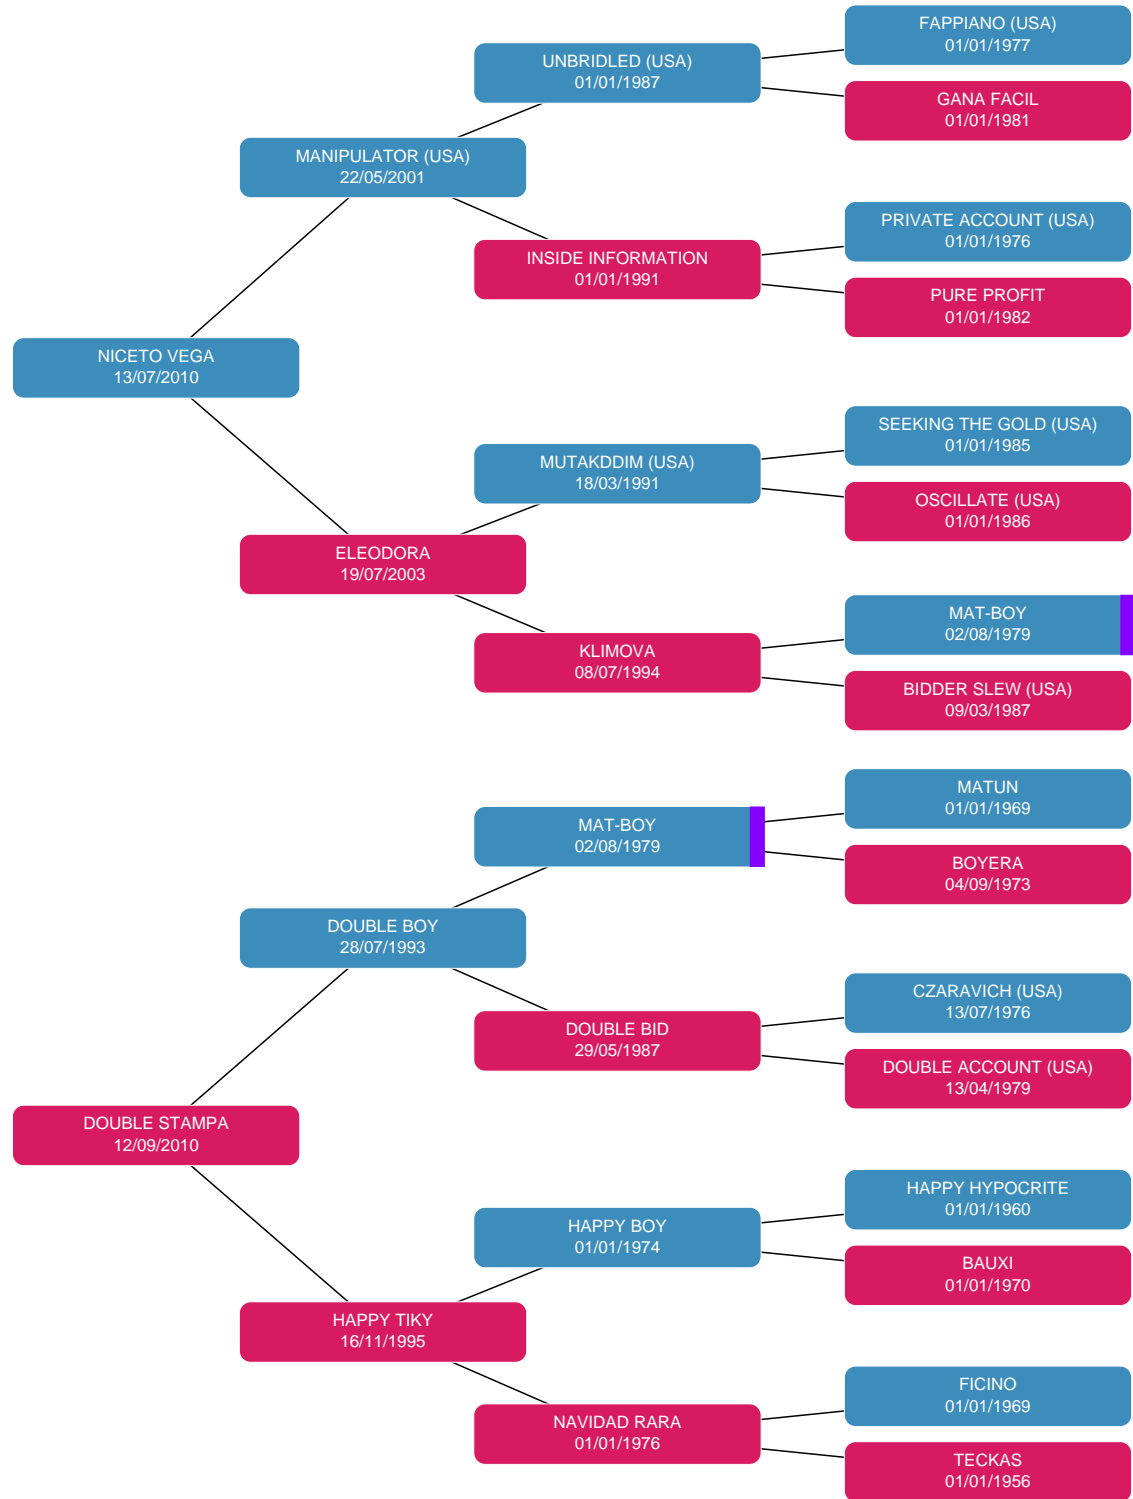 FAPPIANO (USA)
01/01/1977
UNBRIDLED (USA)
01/01/1987
GANA FACIL
01/01/1981
MANIPULATOR (USA)
22/05/2001
PRIVATE ACCOUNT (USA)
01/01/1976
INSIDE INFORMATION
01/01/1991
PURE PROFIT
01/01/1982
NICETO VEGA
13/07/2010
SEEKING THE GOLD (USA)
01/01/1985
MUTAKDDIM (USA)
18/03/1991
OSCILLATE (USA)
01/01/1986
ELEODORA
19/07/2003
MAT-BOY
02/08/1979
KLIMOVA
08/07/1994
BIDDER SLEW (USA)
09/03/1987
MATUN
01/01/1969
MAT-BOY
02/08/1979
BOYERA
04/09/1973
DOUBLE BOY
28/07/1993
CZARAVICH (USA)
13/07/1976
DOUBLE BID
29/05/1987
DOUBLE ACCOUNT (USA)
13/04/1979
DOUBLE STAMPA
12/09/2010
HAPPY HYPOCRITE
01/01/1960
HAPPY BOY
01/01/1974
BAUXI
01/01/1970
HAPPY TIKY
16/11/1995
FICINO
01/01/1969
NAVIDAD RARA
01/01/1976
TECKAS
01/01/1956